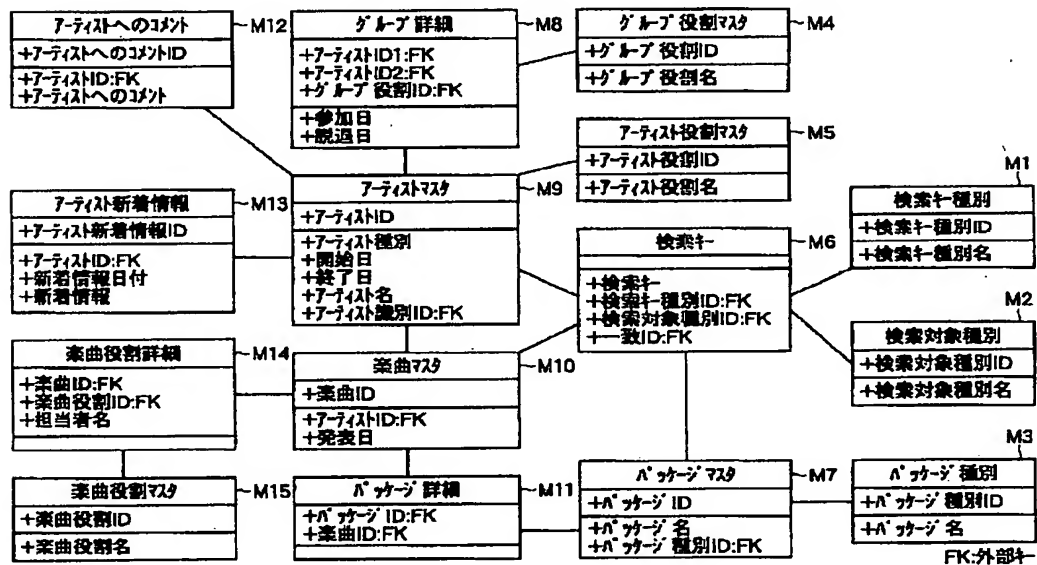 アーティストへのコメント
M12
+アーティストへのコメントID
+アーティストID:FK
+アーティストへのコメント
グループ詳細
M8
+アーティストID1:FK
+アーティストID2:FK
+グループ役割ID:FK
+参加日
+脱退日
グループ役割マスタ
M4
+グループ役割ID
+グループ役割名
アーティスト役割マスタ
M5
+アーティスト役割ID
+アーティスト役割名
アーティスト新着情報
M13
+アーティスト新着情報ID
+アーティストID:FK
+新着情報日付
+新着情報
アーティストマスタ
M9
+アーティストID
+アーティスト種別
+開始日
+終了日
+アーティスト名
+アーティスト識別ID:FK
検索キー
M6
+検索キー
+検索キー種別ID:FK
+検索対象種別ID:FK
+一致ID:FK
M1
検索キー種別
+検索キー種別ID
+検索キー種別名
M2
検索対象種別
+検索対象種別ID
+検索対象種別名
楽曲役割詳細
M14
+楽曲ID:FK
+楽曲役割ID:FK
+担当者名
楽曲マスタ
M10
+楽曲ID
+アーティストID:FK
+発表日
楽曲役割マスタ
M15
+楽曲役割ID
+楽曲役割名
パッケージ詳細
M11
+パッケージID:FK
+楽曲ID:FK
パッケージマスタ
M7
+パッケージID
+パッケージ名
+パッケージ種別ID:FK
M3
パッケージ種別
+パッケージ種別ID
+パッケージ名
FK:外部キー